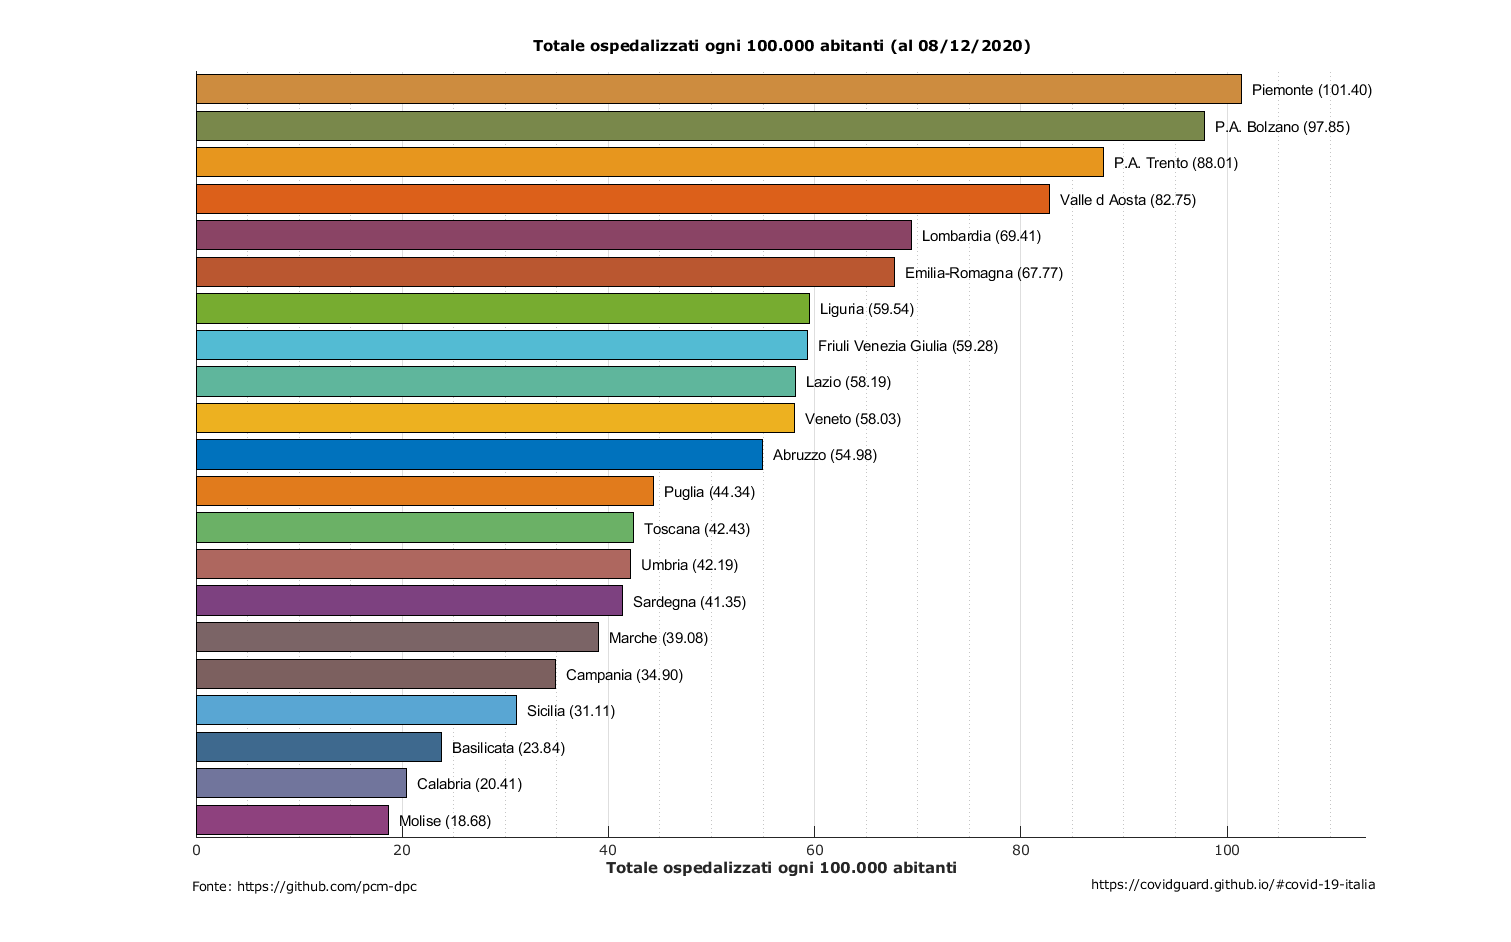 Totale ospedalizzati ogni 100.000 abitanti (al 08/12/2020)
Piemonte (101.40)
P.A. Bolzano (97.85)
P.A. Trento (88.01)
Valle d Aosta (82.75)
Lombardia (69.41)
Emilia-Romagna (67.77)
Liguria (59.54)
Friuli Venezia Giulia (59.28)
Lazio (58.19)
Veneto (58.03)
Abruzzo (54.98)
Puglia (44.34)
Toscana (42.43)
Umbria (42.19)
Sardegna (41.35)
Marche (39.08)
Campania (34.90)
Sicilia (31.11)
Basilicata (23.84)
Calabria (20.41)
Molise (18.68)
0 20 40 60 80 100
Totale ospedalizzati ogni 100.000 abitanti
Fonte: https://github.com/pcm-dpc
https://covidguard.github.io/#covid-19-italia